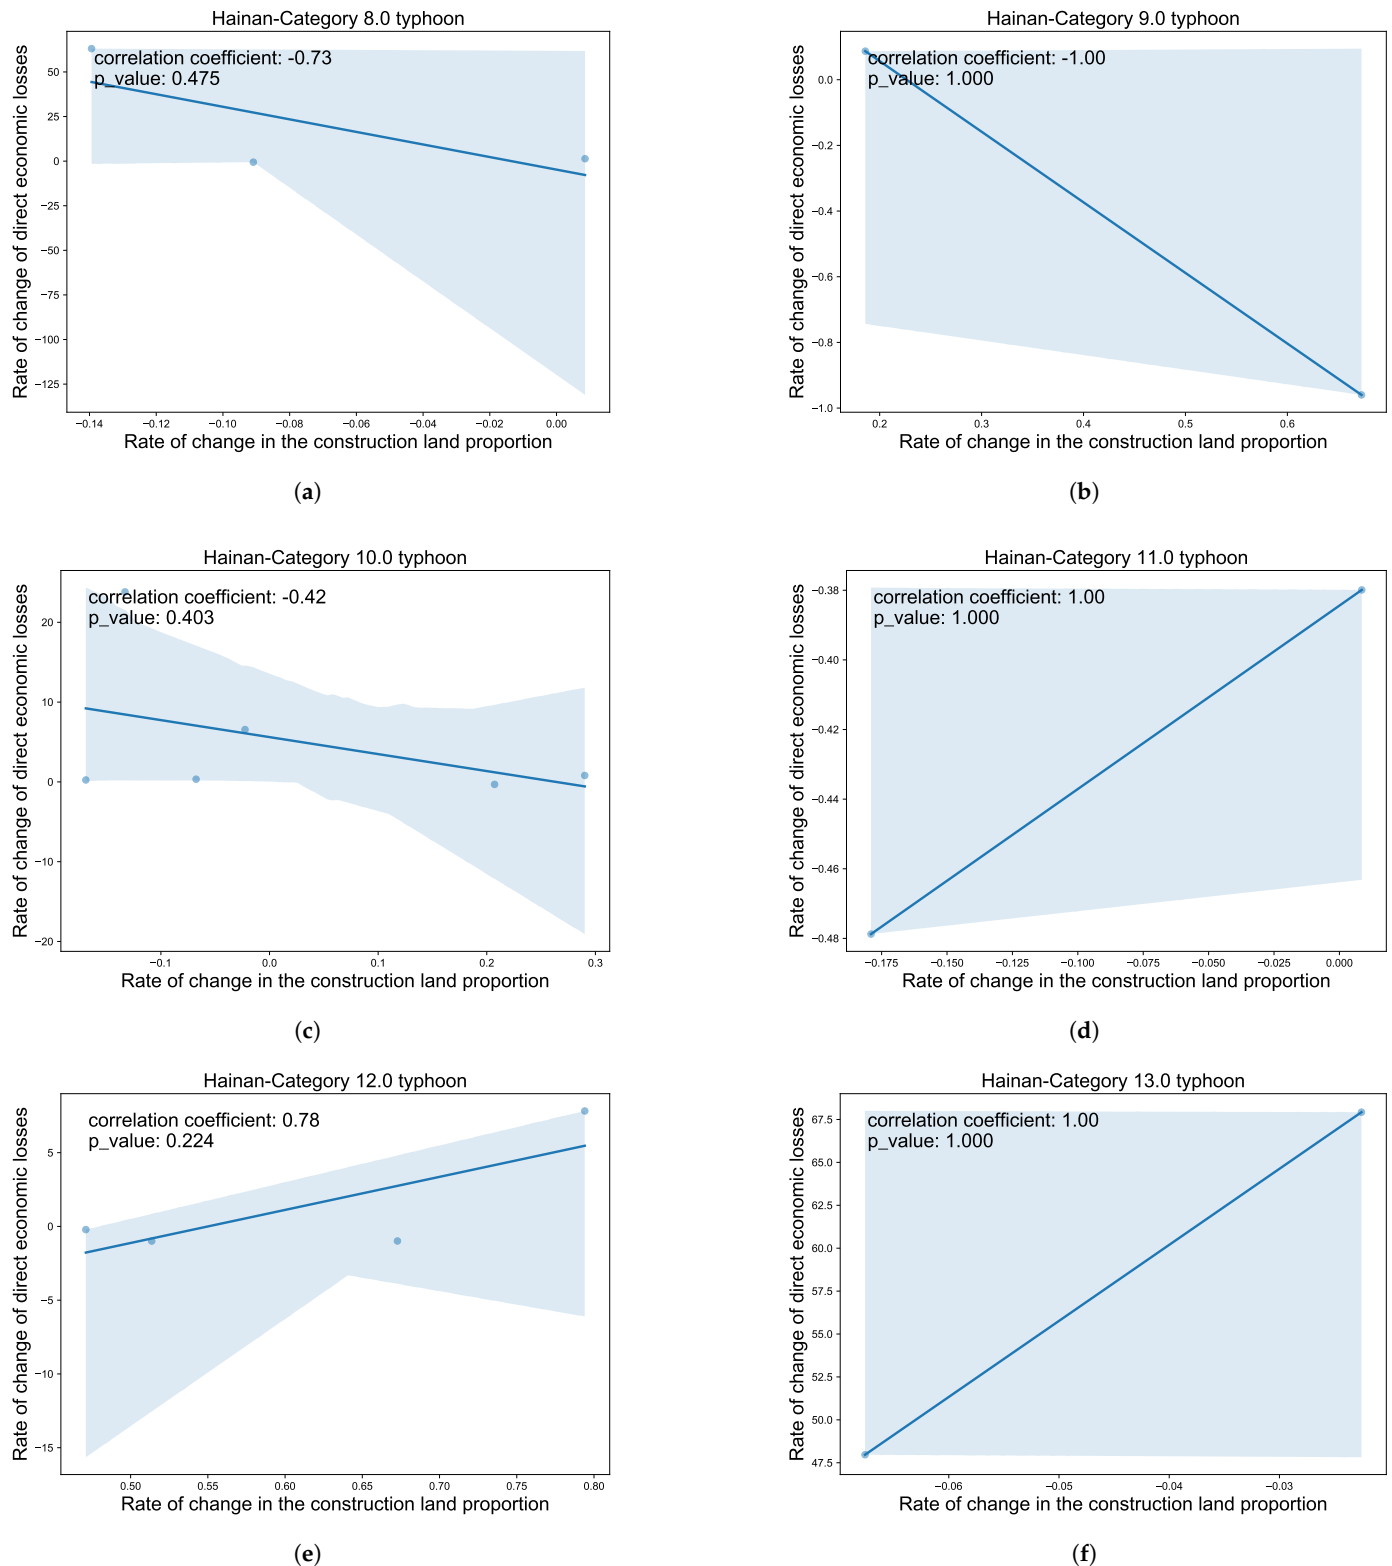 Hainan-Category 8.0 typhoon
correlation coefficient: -0.73
p_value: 0.475
Rate of change of direct economic losses
50
25
0
−25
−50
−75
−100
−125
−0.14
−0.12
−0.10
−0.08
−0.06
−0.04
−0.02
0.00
Rate of change in the construction land proportion
(a)
Hainan-Category 9.0 typhoon
correlation coefficient: -1.00
p_value: 1.000
Rate of change of direct economic losses
0.0
−0.2
−0.4
−0.6
−0.8
−1.0
0.2
0.3
0.4
0.5
0.6
Rate of change in the construction land proportion
(b)
Hainan-Category 10.0 typhoon
correlation coefficient: -0.42
p_value: 0.403
Rate of change of direct economic losses
20
10
0
−10
−20
−0.1
0.0
0.1
0.2
0.3
Rate of change in the construction land proportion
(c)
Hainan-Category 11.0 typhoon
correlation coefficient: 1.00
p_value: 1.000
Rate of change of direct economic losses
−0.38
−0.40
−0.42
−0.44
−0.46
−0.48
−0.175
−0.150
−0.125
−0.100
−0.075
−0.050
−0.025
0.000
Rate of change in the construction land proportion
(d)
Hainan-Category 12.0 typhoon
correlation coefficient: 0.78
p_value: 0.224
Rate of change of direct economic losses
5
0
−5
−10
−15
0.50
0.55
0.60
0.65
0.70
0.75
0.80
Rate of change in the construction land proportion
(e)
Hainan-Category 13.0 typhoon
correlation coefficient: 1.00
p_value: 1.000
Rate of change of direct economic losses
67.5
65.0
62.5
60.0
57.5
55.0
52.5
50.0
47.5
−0.06
−0.05
−0.04
−0.03
Rate of change in the construction land proportion
(f)